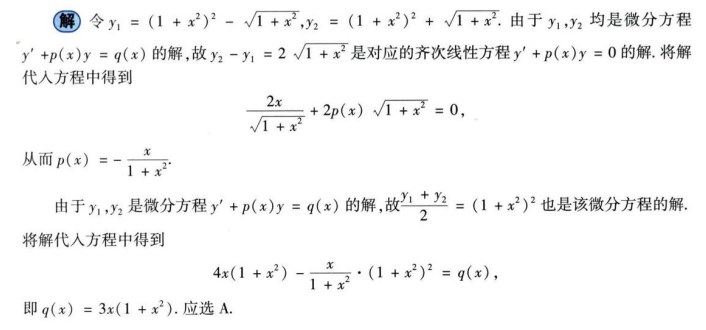 解 令 y₁ = (1 + x²)² - √(1 + x²), y₂ = (1 + x²)² + √(1 + x²). 由于 y₁,y₂ 均是微分方程
y′ + p(x)y = q(x) 的解,故 y₂ - y₁ = 2√(1 + x²) 是对应的齐次线性方程 y′ + p(x)y = 0 的解. 将解
代入方程中得到
2x/√(1 + x²) + 2p(x)√(1 + x²) = 0,
从而 p(x) = - x/(1 + x²).
由于 y₁,y₂ 是微分方程 y′ + p(x)y = q(x) 的解,故 (y₁ + y₂)/2 = (1 + x²)² 也是该微分方程的解.
将解代入方程中得到
4x(1 + x²) - x/(1 + x²) · (1 + x²)² = q(x),
即 q(x) = 3x(1 + x²). 应选 A.